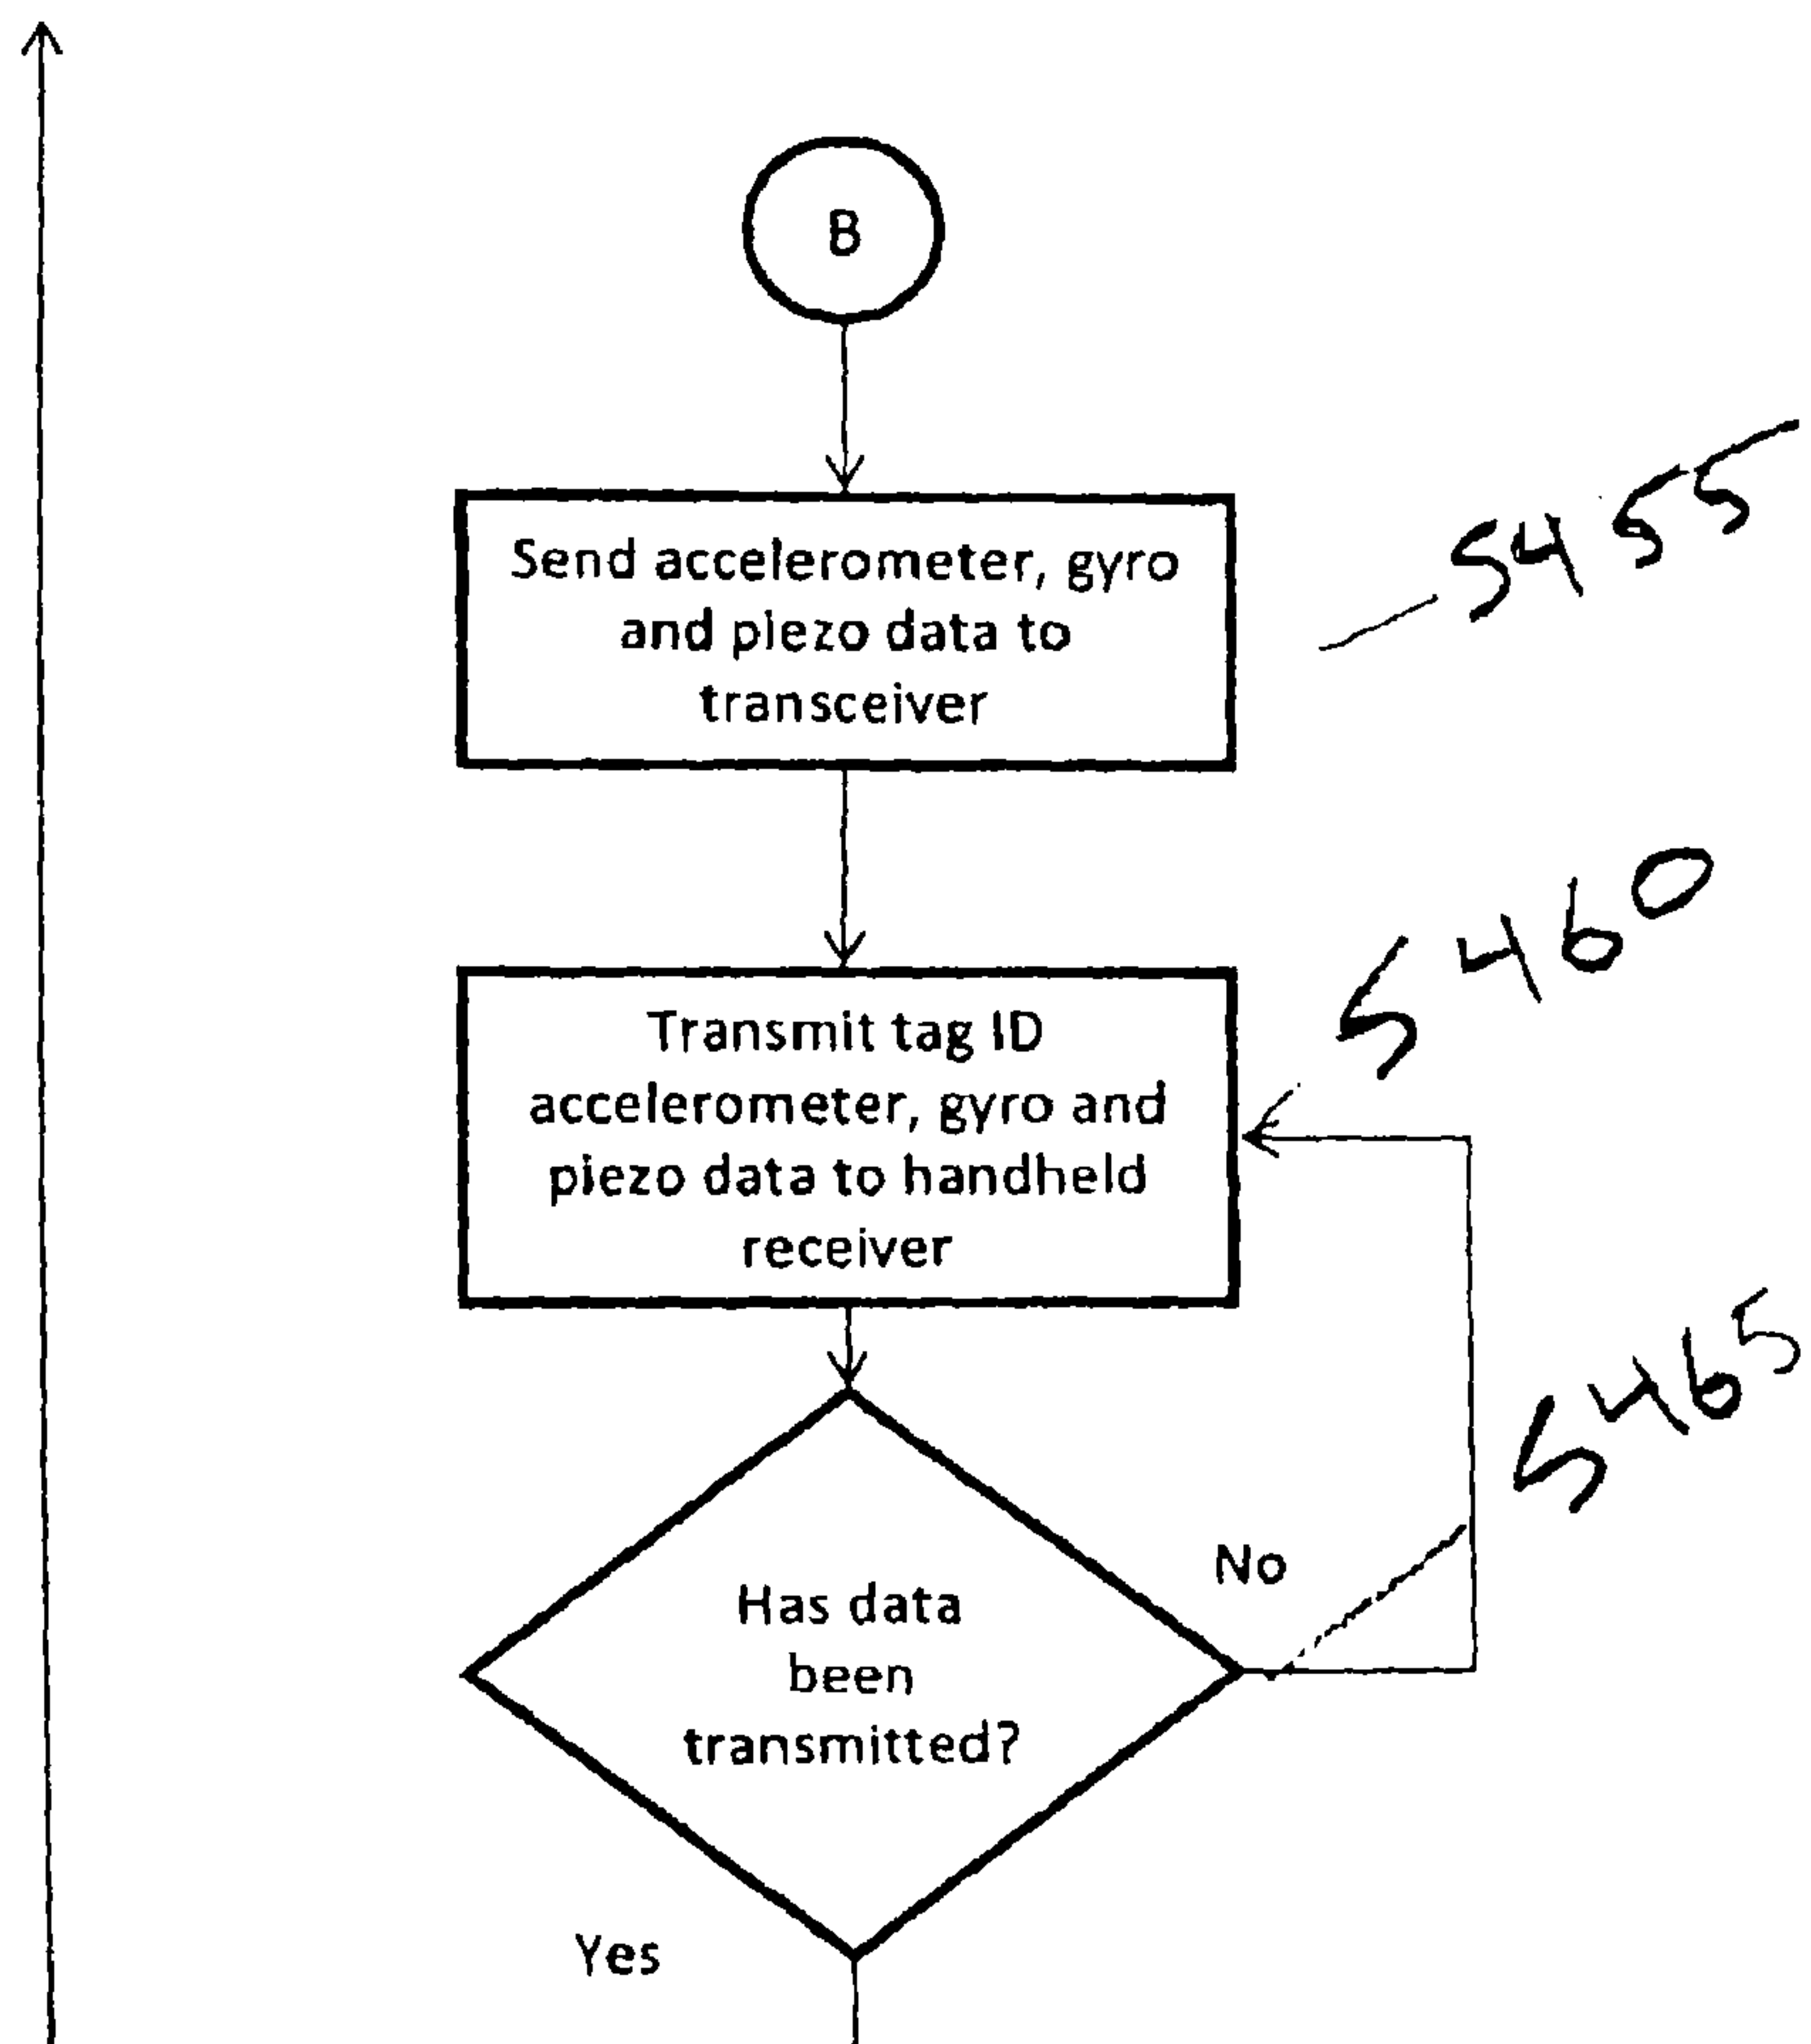 B
Send accelerometer, gyro
and piezo data to
transceiver
5455
Transmit tag ID
accelerometer, gyro and
piezo data to handheld
receiver
5460
5465
No
Has data
been
transmitted?
Yes